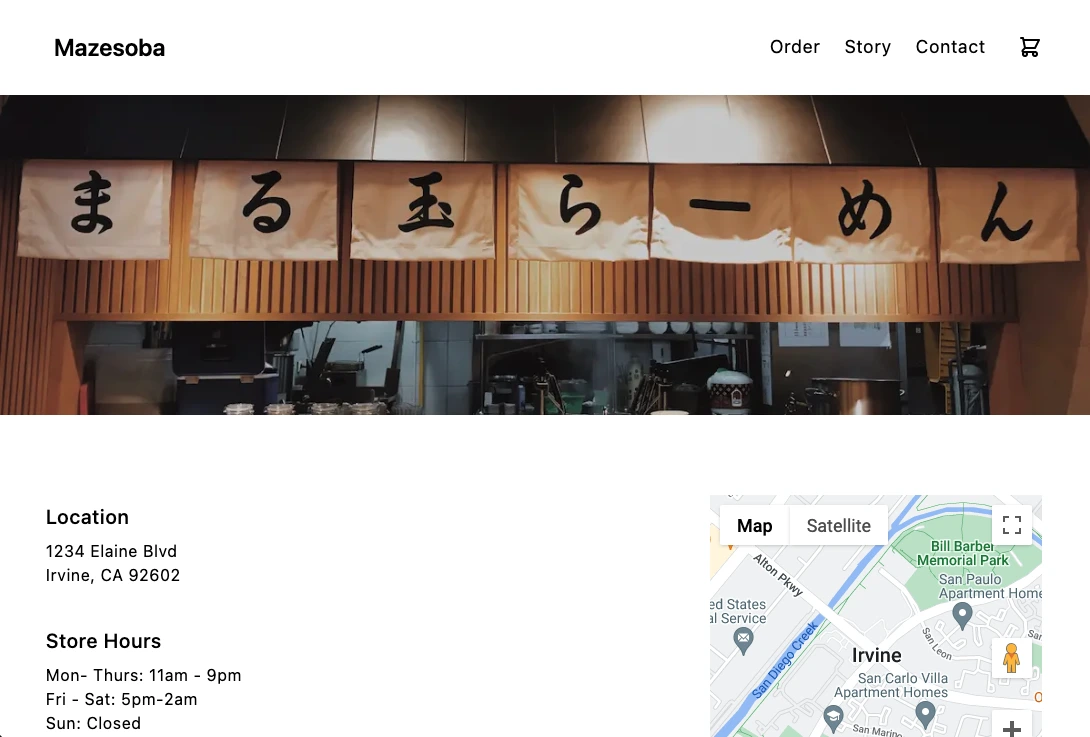 Mazesoba
Order Story Contact
まる玉らーめん
Location
1234 Elaine Blvd
Irvine, CA 92602
Store Hours
Mon- Thurs: 11am - 9pm
Fri - Sat: 5pm-2am
Sun: Closed
Map Satellite
Bill Barber
Memorial Park
Alton Pkwy
San Paulo
Apartment Home
ed States
al Service
San Diego Creek
San Leon
Irvine
San Carlo Villa
Apartment Homes
San Marino